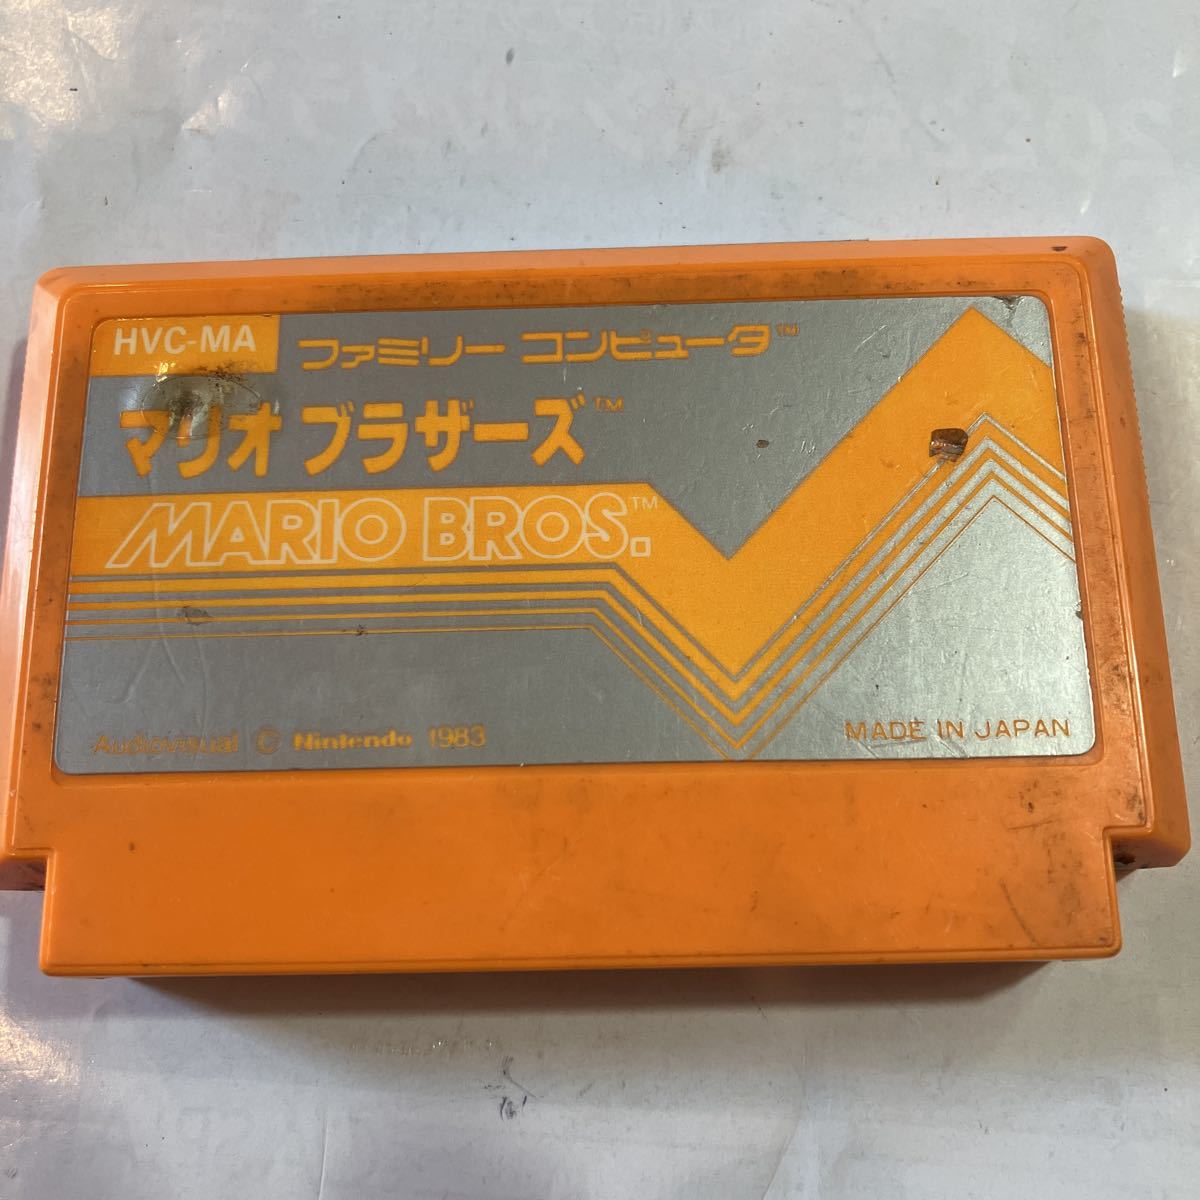 HVC-MA
ファミリー コンピュータ™
マリオ ブラザーズ™
MARIO BROS.™
Audiovisual © Nintendo 1983
MADE IN JAPAN